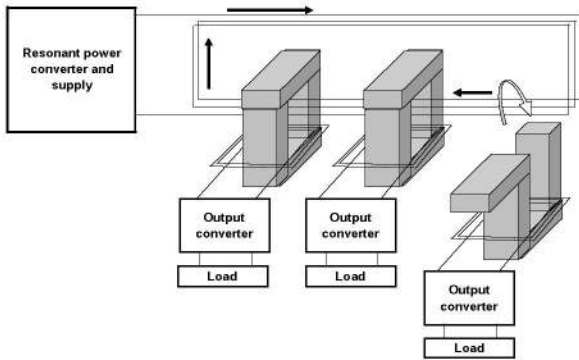 Resonant power
converter and
supply
Output
converter
Load
Output
converter
Load
Output
converter
Load